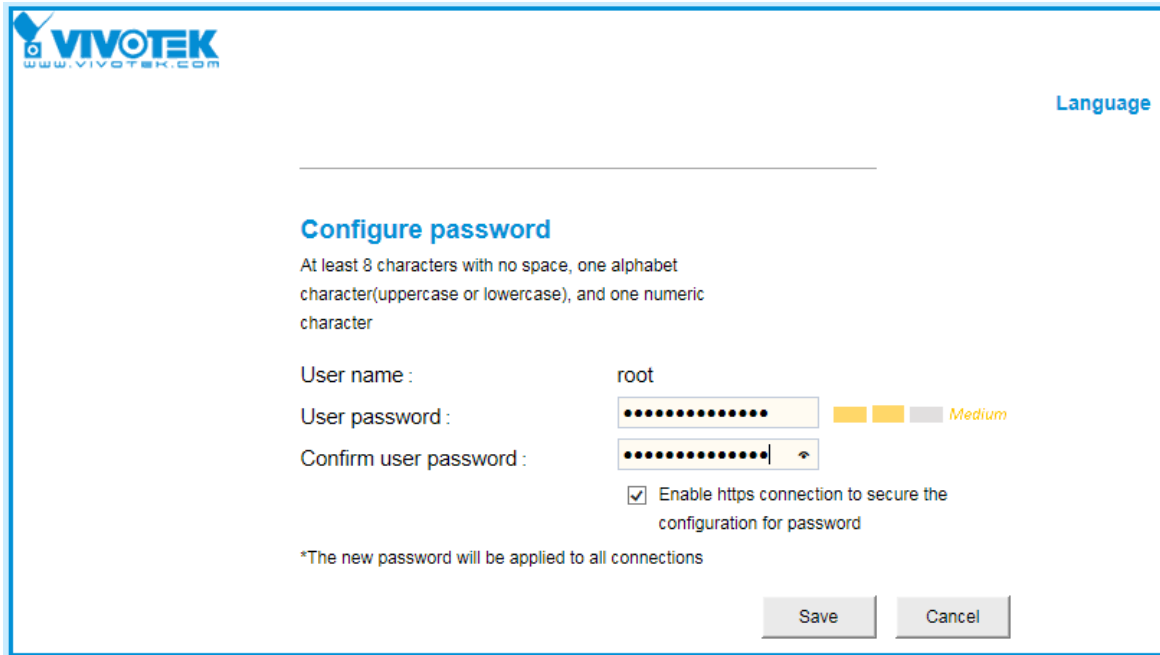 VIVOTEK
www.vivotek.com
Language
Configure password
At least 8 characters with no space, one alphabet
character(uppercase or lowercase), and one numeric
character
User name : root
User password : •••••••••••••• Medium
Confirm user password : ••••••••••••••
Enable https connection to secure the
configuration for password
*The new password will be applied to all connections
Save Cancel